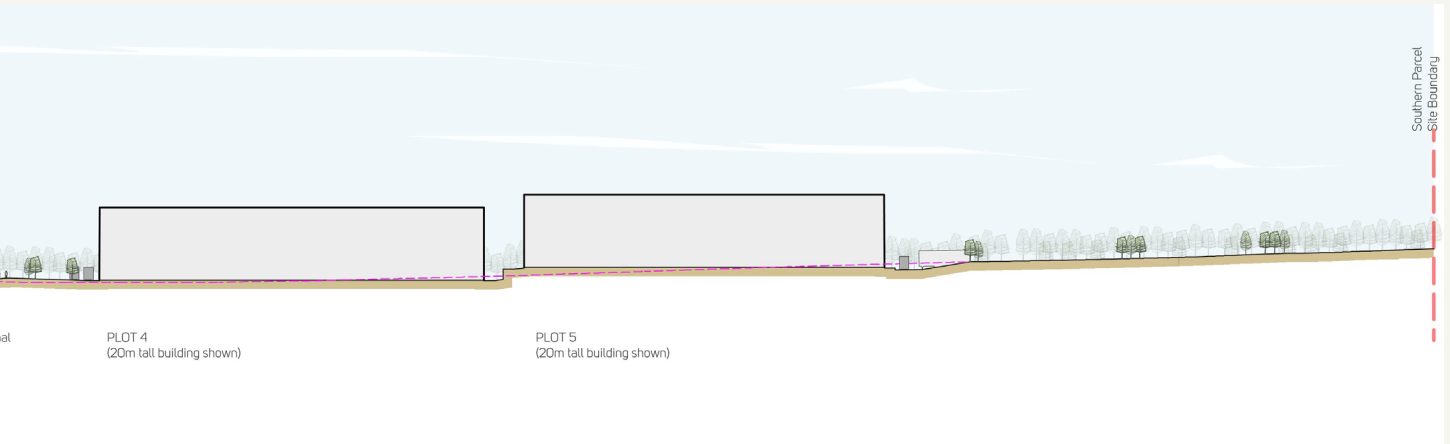 Southern Parcel
Site Boundary
PLOT 4
(20m tall building shown)
PLOT 5
(20m tall building shown)